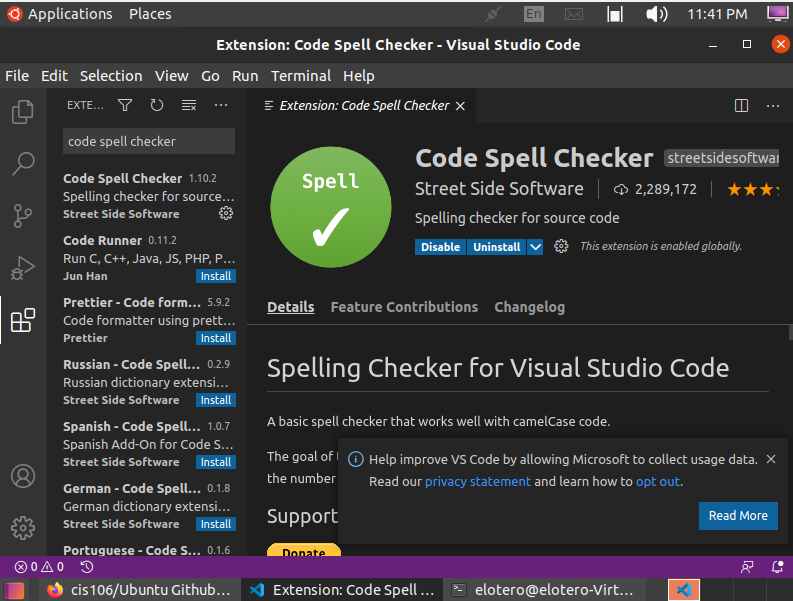 Applications Places En 11:41 PM
Extension: Code Spell Checker - Visual Studio Code
File Edit Selection View Go Run Terminal Help
EXTE...
code spell checker
Code Spell Checker 1.10.2
Spelling checker for source...
Street Side Software
Code Runner 0.11.2
Run C, C++, Java, JS, PHP, P...
Jun Han Install
Prettier - Code form... 5.9.2
Code formatter using prett...
Prettier Install
Russian - Code Spell... 0.2.9
Russian dictionary extensi...
Street Side Software Install
Spanish - Code Spell... 1.0.7
Spanish Add-On for Code S...
Street Side Software Install
German - Code Spell... 0.1.8
German dictionary extensi...
Street Side Software Install
Portuguese - Code S... 0.1.6
Extension: Code Spell Checker
Spell
Code Spell Checker streetsidesoftwar
Street Side Software 2,289,172
Spelling checker for source code
Disable Uninstall This extension is enabled globally.
Details Feature Contributions Changelog
Spelling Checker for Visual Studio Code
A basic spell checker that works well with camelCase code.
The goal of
the number
Support
Donate
Help improve VS Code by allowing Microsoft to collect usage data.
Read our privacy statement and learn how to opt out.
Read More
0 0
cis106/Ubuntu Github... Extension: Code Spell ... elotero@elotero-Virt...